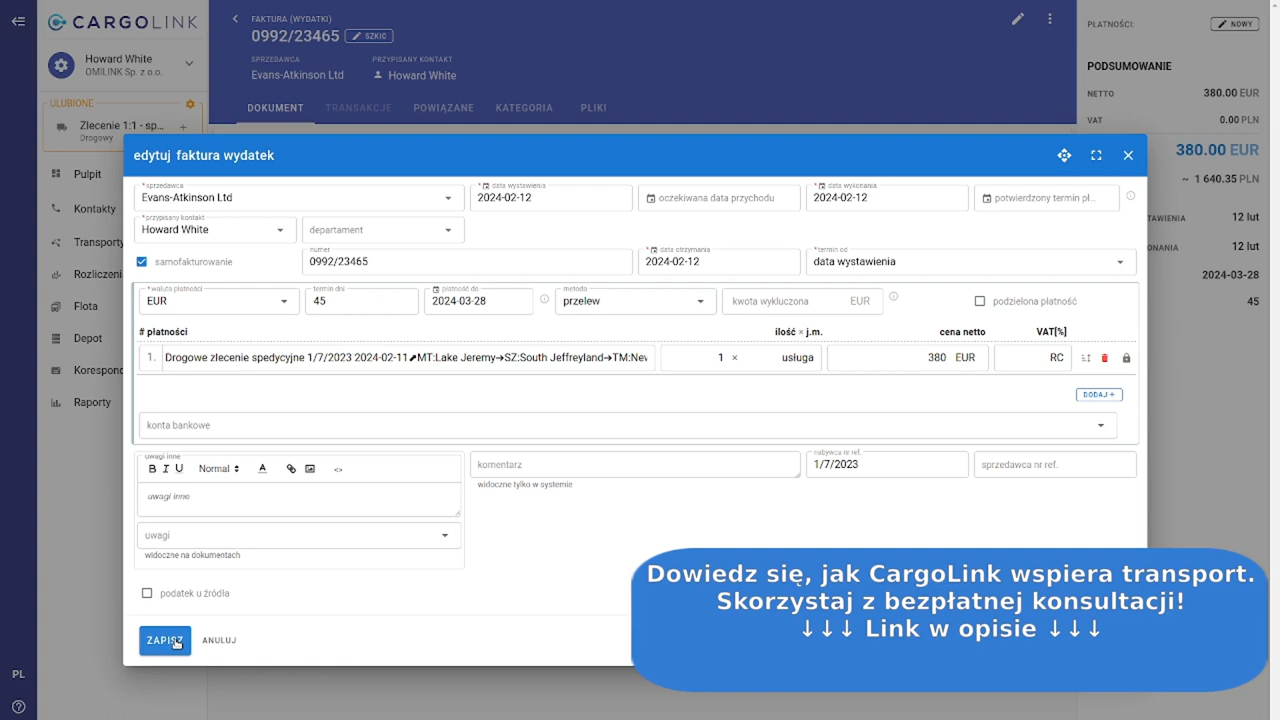 CARGOLINK
Howard White
OMILINK Sp. z o.o.
ULUBIONE
Zlecenie 1:1 - sp...
Drogowy
Pulpit
Kontakty
Transporty
Rozliczeni
Flota
Depot
Korespond
Raporty
PL
FAKTURA (WYDATKI)
0992/23465
SZKIC
SPRZEDAWCA
PRZYPISANY KONTAKT
Evans-Atkinson Ltd
Howard White
DOKUMENT
TRANSAKCJE
POWIĄZANE
KATEGORIA
PLIKI
PŁATNOŚCI:
NOWY
PODSUMOWANIE
NETTO
380.00 EUR
VAT
0.00 PLN
380.00 EUR
~ 1 640.35 PLN
TAWIENIA
12 lut
ONANIA
12 lut
2024-03-28
45
edytuj faktura wydatek
* sprzedawca
Evans-Atkinson Ltd
* data wystawienia
2024-02-12
oczekiwana data przychodu
* data wykonania
2024-02-12
potwierdzony termin pł...
* przypisany kontakt
Howard White
departament
samofakturowanie
numer
0992/23465
* data otrzymania
2024-02-12
* termin od
data wystawienia
* waluta płatności
EUR
termin dni
45
płatność do
2024-03-28
metoda
przelew
kwota wykluczona
EUR
podzielona płatność
# płatności
ilość × j.m.
cena netto
VAT[%]
1. Drogowe zlecenie spedycyjne 1/7/2023 2024-02-11⬈MT:Lake Jeremy➔SZ:South Jeffreyland➔TM:Nev
1 ×
usługa
380 EUR
RC
DODAJ +
konta bankowe
uwagi inne
B I U Normal A <>
uwagi inne
uwagi
widoczne na dokumentach
komentarz
widoczne tylko w systemie
nabywca nr ref.
1/7/2023
sprzedawca nr ref.
podatek u źródła
ZAPISZ
ANULUJ
Dowiedz się, jak CargoLink wspiera transport.
Skorzystaj z bezpłatnej konsultacji!
↓↓↓ Link w opisie ↓↓↓